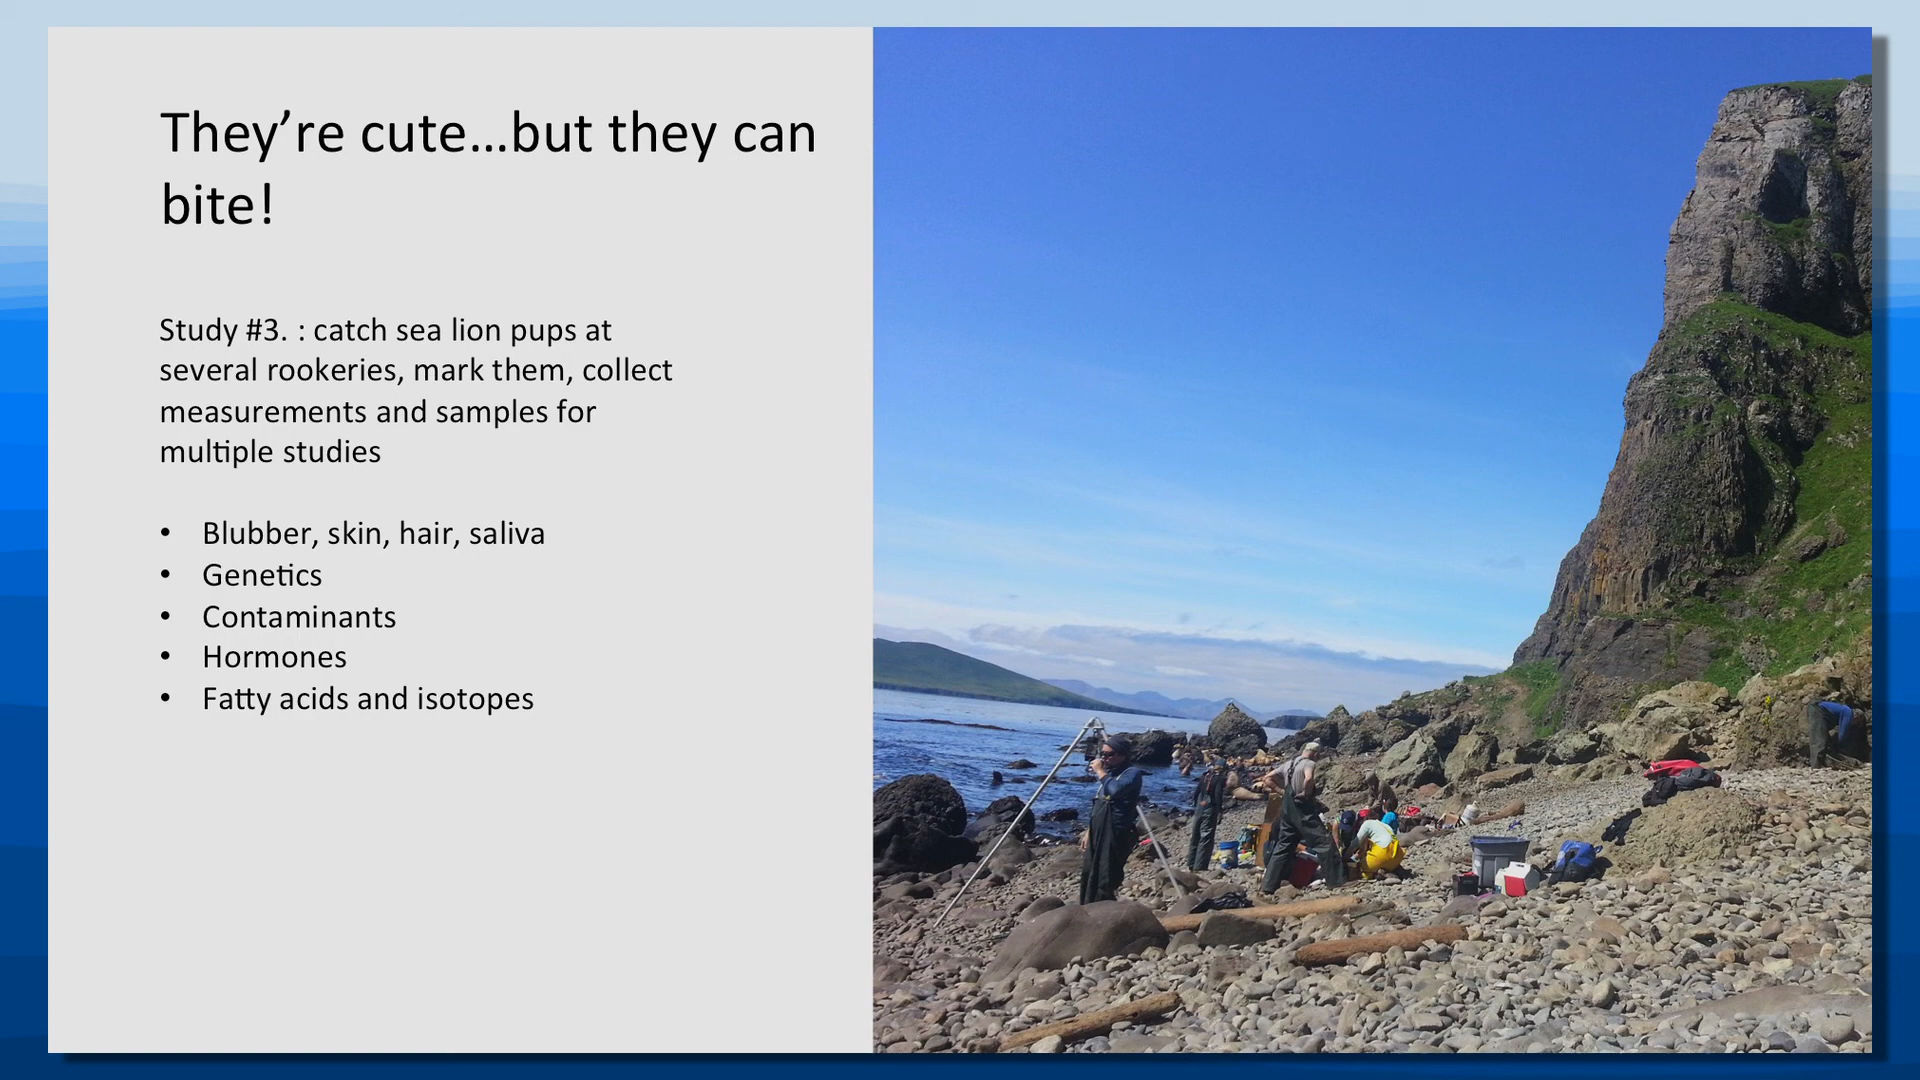 They’re cute…but they can
bite!
Study #3. : catch sea lion pups at
several rookeries, mark them, collect
measurements and samples for
multiple studies
• Blubber, skin, hair, saliva
• Genetics
• Contaminants
• Hormones
• Fatty acids and isotopes